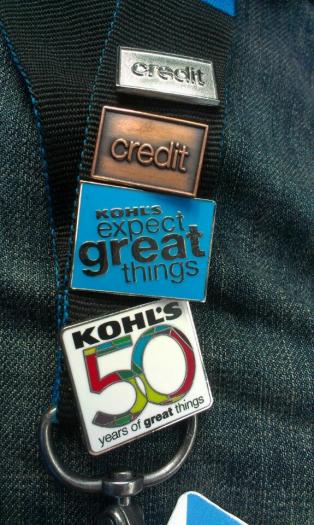 credit
credit
KOHL'S
expect
great
things
KOHL'S
50
years of great things